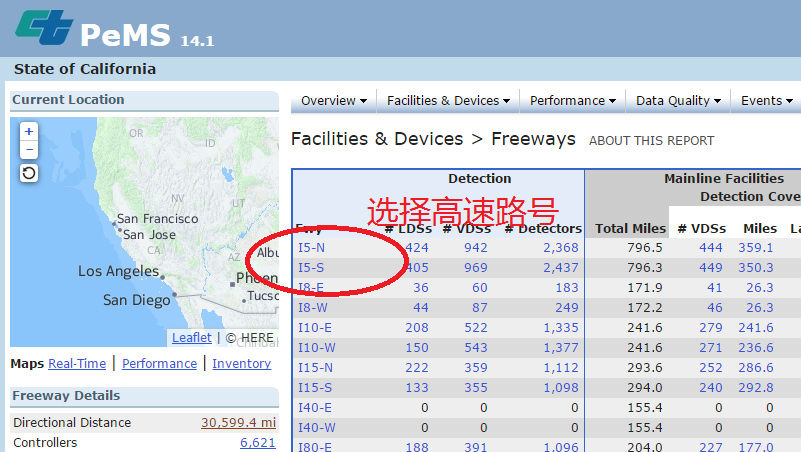 PeMS 14.1
State of California
Current Location
Overview
Facilities & Devices
Performance
Data Quality
Events
Facilities & Devices > Freeways ABOUT THIS REPORT
+
−
OR
ID
NV
UT
CA
AZ
San Francisco
San Jose
Los Angeles
San Diego
Albu
Phoen
Tucso
Chihuah
Leaflet | © HERE
Maps Real-Time | Performance | Inventory
Freeway Details
Directional Distance 30,599.4 mi
Controllers 6,621
选择高速路号
Detection
Mainline Facilities
Detection Cove
Fwy # LDSs # VDSs # Detectors Total Miles # VDSs Miles La
I5-N 424 942 2,368 796.5 444 359.1
I5-S 405 969 2,437 796.3 449 350.3
I8-E 36 60 183 171.9 41 26.3
I8-W 44 87 249 172.2 46 26.3
I10-E 208 522 1,335 241.6 279 241.6
I10-W 150 543 1,377 241.6 271 236.6
I15-N 222 359 1,112 293.6 252 286.6
I15-S 133 355 1,098 294.0 240 292.8
I40-E 0 0 0 155.4 0 0
I40-W 0 0 0 155.4 0 0
I80-E 188 391 1,096 204.0 227 177.0